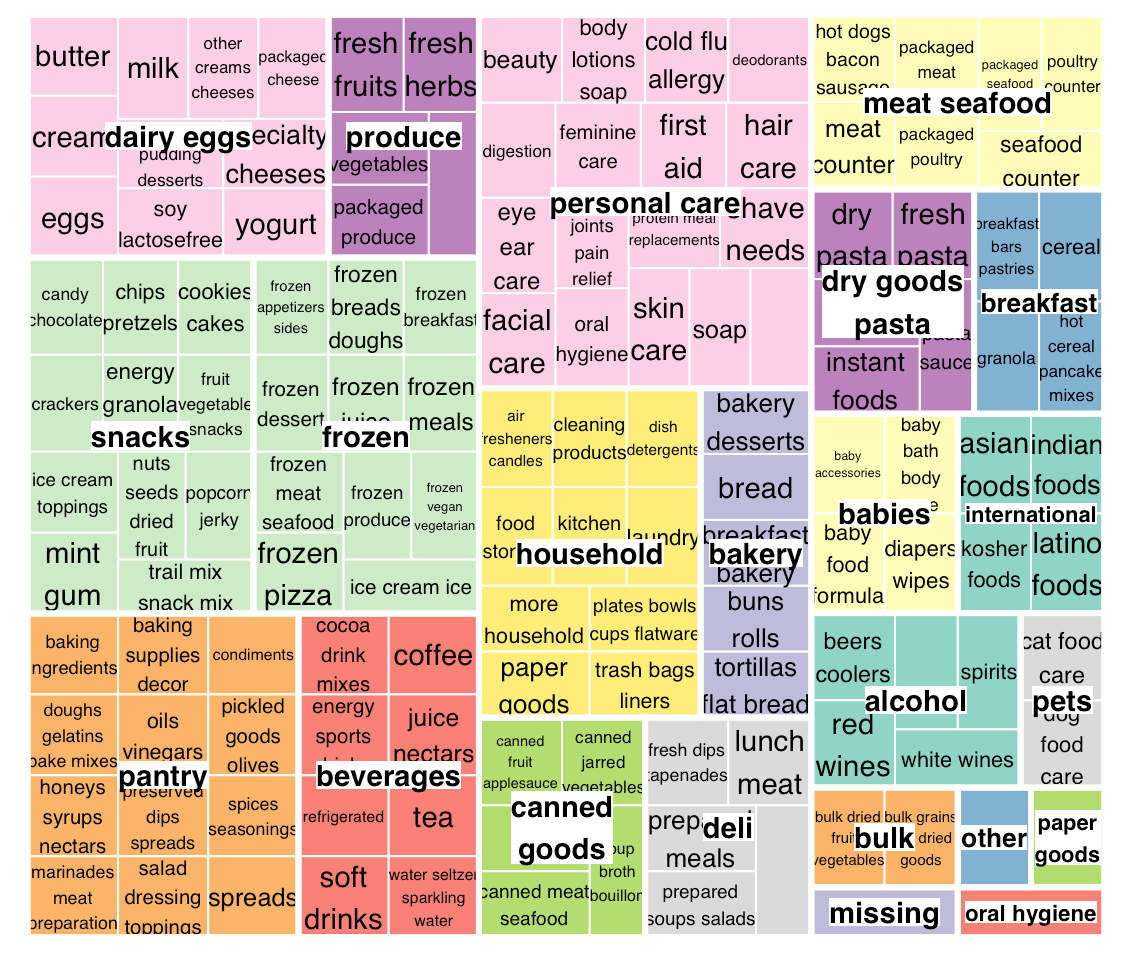 butter
milk
other
creams
cheeses
packaged
cheese
cream
dairy eggs
pudding
desserts
cheeses
eggs
soy
lactosefree
yogurt
fresh
fruits
fresh
herbs
produce
vegetables
packaged
produce
beauty
body
lotions
soap
cold flu
allergy
deodorants
digestion
feminine
care
first
aid
hair
care
personal care
eye
ear
care
joints
pain
relief
protein meal
replacements
needs
facial
care
oral
hygiene
skin
care
soap
hot dogs
bacon
sausage
packaged
meat
packaged
seafood
poultry
counter
meat seafood
meat
counter
packaged
poultry
seafood
counter
dry
pasta
fresh
pasta
dry goods
pasta
instant
foods
pasta
sauce
breakfast
bars
pastries
cereal
breakfast
granola
hot
cereal
pancake
mixes
candy
chocolate
chips
pretzels
cookies
cakes
crackers
energy
granola
fruit
vegetable
snacks
snacks
ice cream
toppings
nuts
seeds
dried
fruit
popcorn
jerky
mint
gum
trail mix
snack mix
frozen
appetizers
sides
frozen
breads
doughs
frozen
breakfast
frozen
dessert
frozen
juice
frozen
meals
frozen
frozen
meat
seafood
frozen
produce
frozen
vegan
vegetarian
frozen
pizza
ice cream ice
air
fresheners
candles
cleaning
products
dish
detergents
food
kitchen
laundry
household
more
household
plates bowls
cups flatware
paper
goods
trash bags
liners
bakery
desserts
bread
breakfast
bakery
bakery
buns
rolls
tortillas
flat bread
baby
accessories
baby
bath
body
babies
baby
food
formula
diapers
wipes
asian
foods
indian
foods
international
kosher
foods
latino
foods
baking
ingredients
baking
supplies
decor
condiments
doughs
gelatins
bake mixes
oils
vinegars
pickled
goods
olives
pantry
honeys
syrups
nectars
preserved
dips
spreads
spices
seasonings
marinades
meat
preparation
salad
dressing
toppings
spreads
cocoa
drink
mixes
coffee
energy
sports
juice
nectars
beverages
refrigerated
tea
soft
drinks
water seltzer
sparkling
water
canned
fruit
applesauce
canned
jarred
vegetables
canned
goods
canned meat
seafood
broth
bouillon
fresh dips
tapenades
lunch
meat
deli
meals
prepared
soups salads
beers
coolers
spirits
alcohol
red
wines
white wines
cat food
care
pets
dog
food
care
bulk dried
fruit
vegetables
bulk grains
dried
goods
bulk
other
paper
goods
missing
oral hygiene